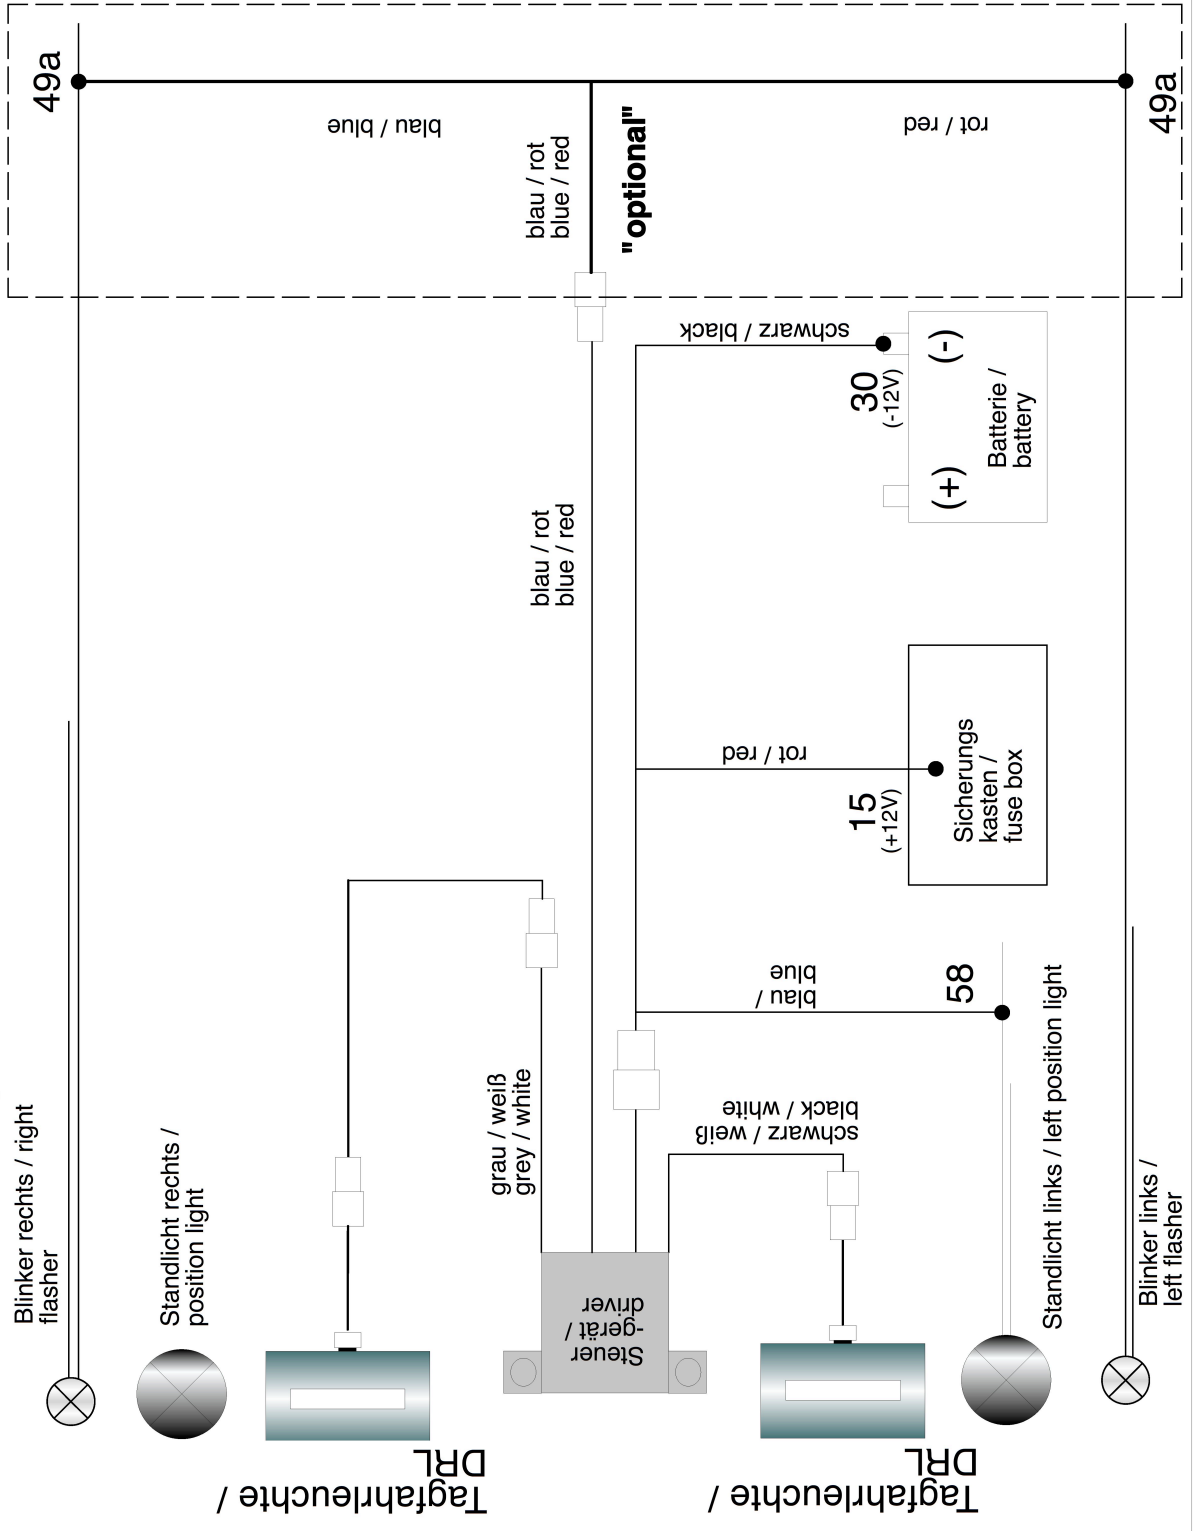 49a
blau / blue
blau / rot
blue / red
"optional"
rot / red
49a
schwarz / black
30
(-12V)
(-)
(+)
Batterie /
battery
blau / rot
blue / red
rot / red
15
(+12V)
Sicherungs
kasten /
fuse box
blau /
blue
58
grau / weiß
grey / white
schwarz / weiß
black / white
Blinker rechts / right
flasher
Standlicht rechts /
position light
Steuer
-gerät /
driver
Standlicht links / left position light
Blinker links /
left flasher
Tagfahrleuchte /
DRL
Tagfahrleuchte /
DRL